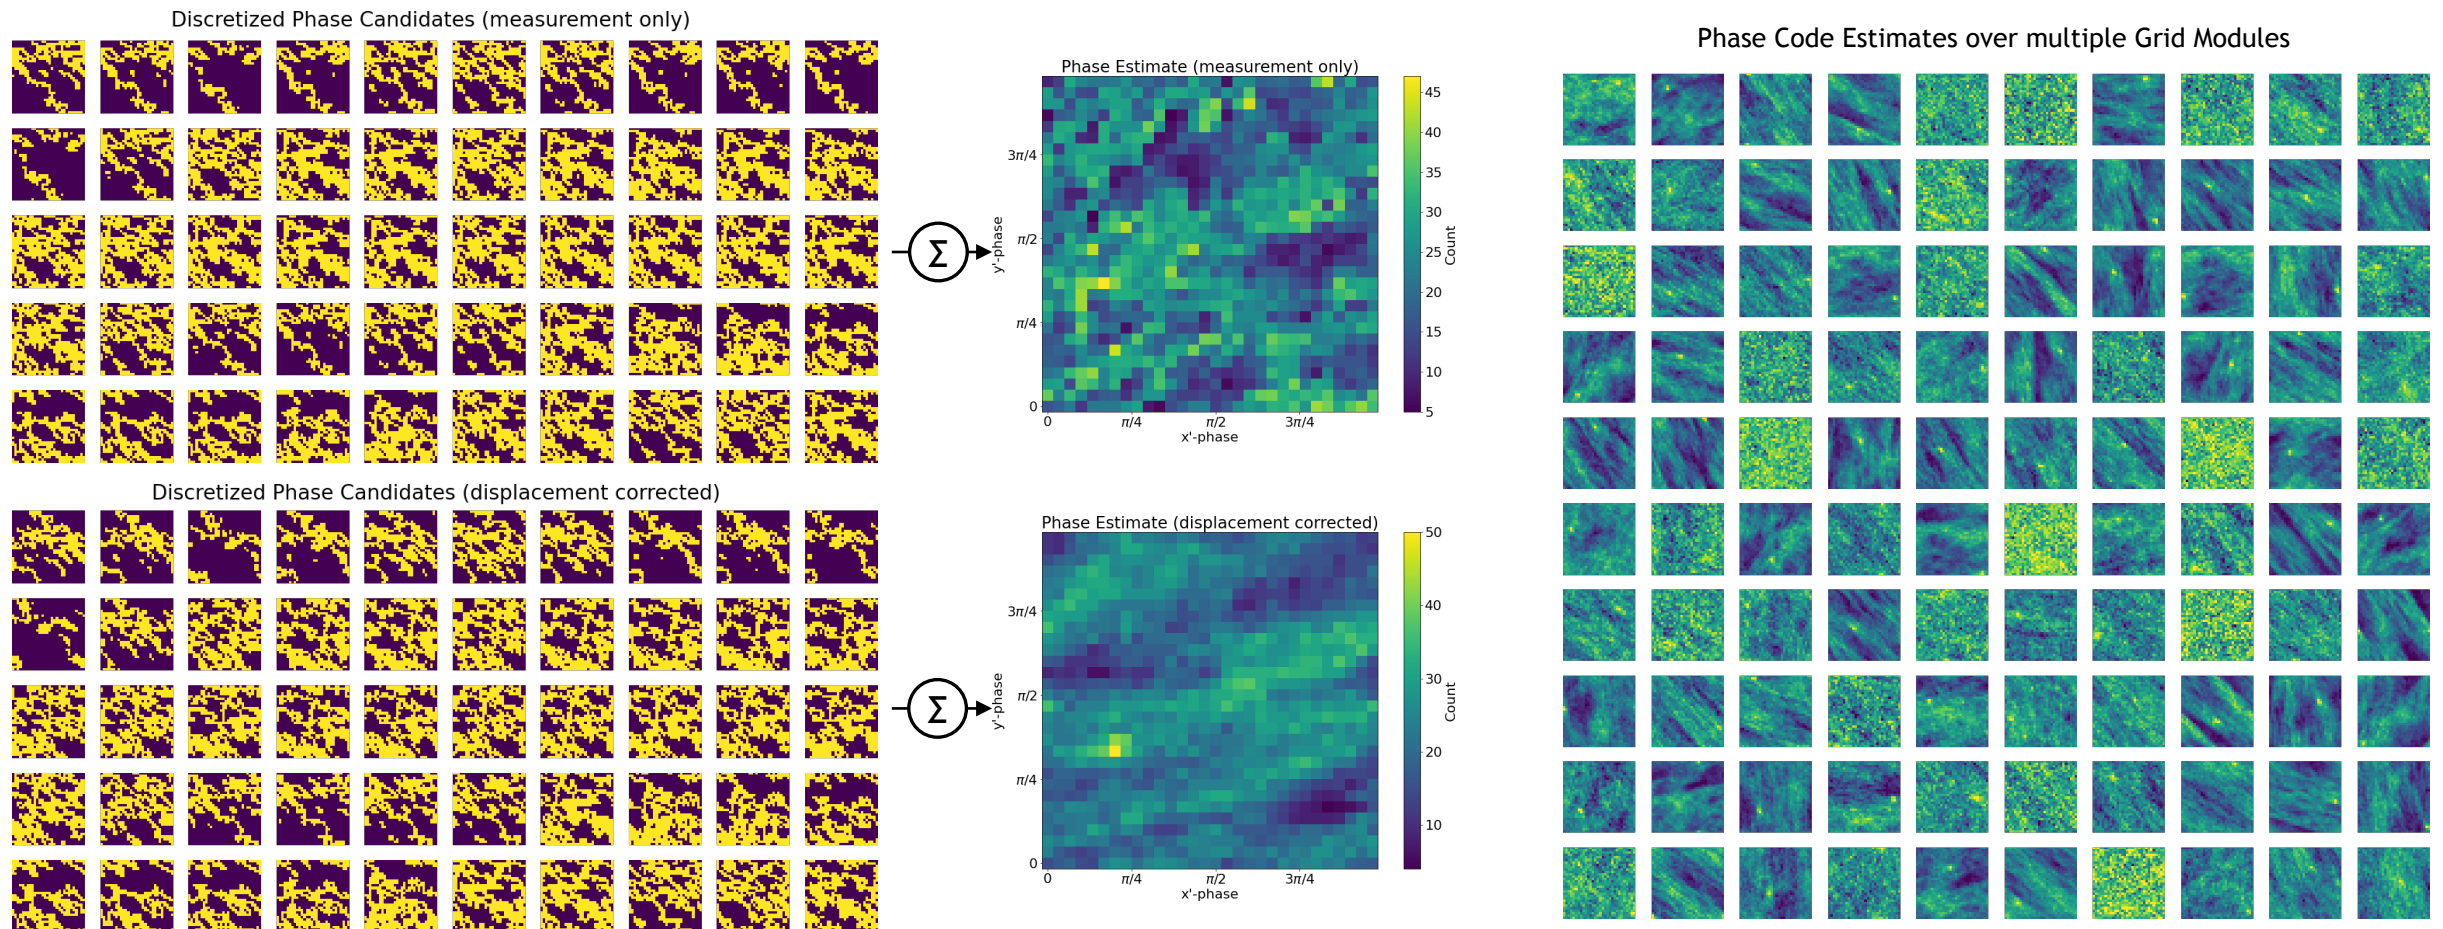 Discretized Phase Candidates (measurement only)
Σ
Phase Estimate (measurement only)
y'-phase
3π/4
π/2
π/4
0
0 π/4 π/2 3π/4
x'-phase
45
40
35
30
25
20
15
10
5
Count
Discretized Phase Candidates (displacement corrected)
Σ
Phase Estimate (displacement corrected)
y'-phase
3π/4
π/2
π/4
0
0 π/4 π/2 3π/4
x'-phase
50
40
30
20
10
Count
Phase Code Estimates over multiple Grid Modules